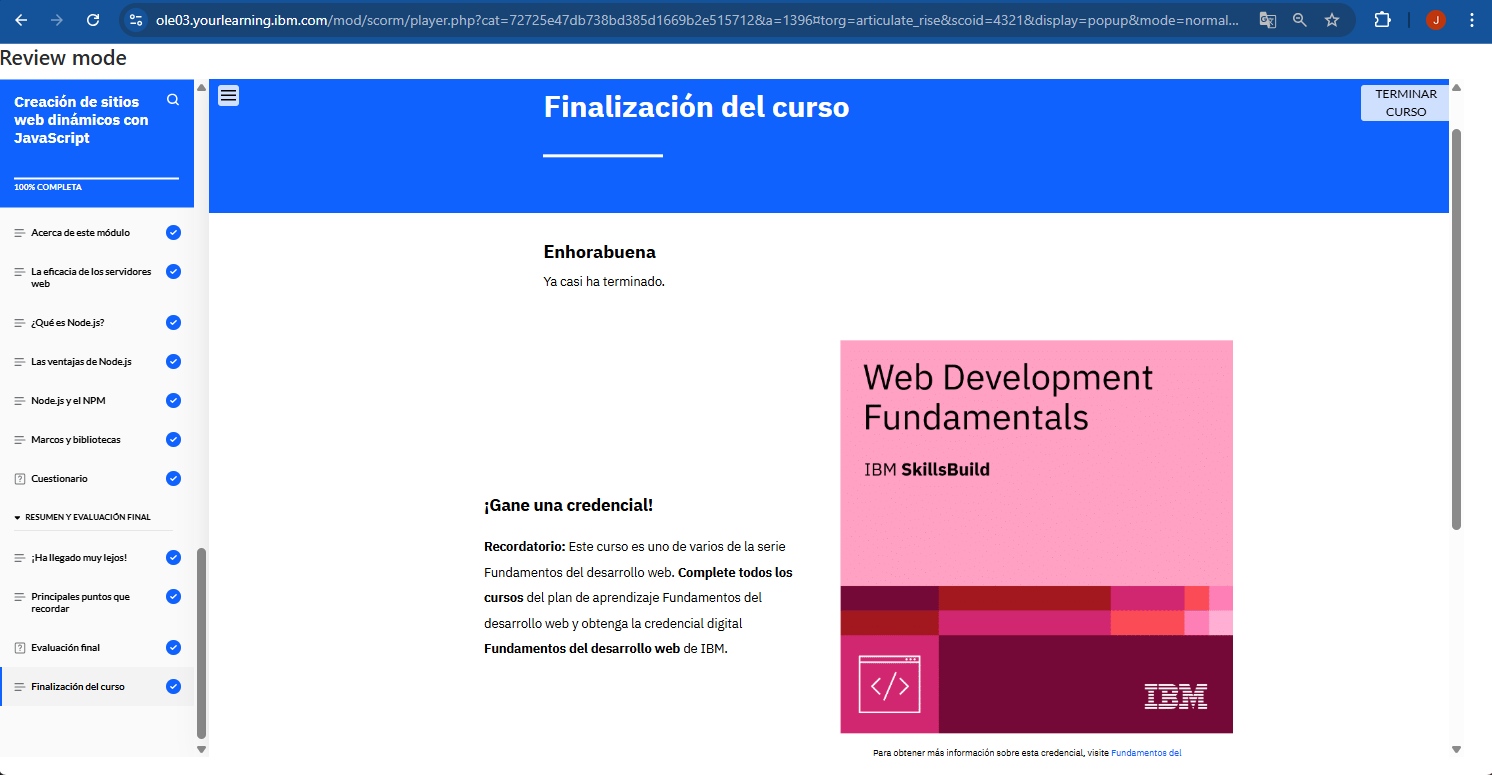 ole03.yourlearning.ibm.com/mod/scorm/player.php?cat=72725e47db738bd385d1669b2e515712&a=1396¤torg=articulate_rise&scoid=4321&display=popup&mode=normal...
J
Review mode
Creación de sitios
web dinámicos con
JavaScript
100% COMPLETA
Acerca de este módulo
La eficacia de los servidores
web
¿Qué es Node.js?
Las ventajas de Node.js
Node.js y el NPM
Marcos y bibliotecas
Cuestionario
RESUMEN Y EVALUACIÓN FINAL
¡Ha llegado muy lejos!
Principales puntos que
recordar
Evaluación final
Finalización del curso
Finalización del curso
TERMINAR
CURSO
Enhorabuena
Ya casi ha terminado.
¡Gane una credencial!
Recordatorio: Este curso es uno de varios de la serie
Fundamentos del desarrollo web. Complete todos los
cursos del plan de aprendizaje Fundamentos del
desarrollo web y obtenga la credencial digital
Fundamentos del desarrollo web de IBM.
Web Development
Fundamentals
IBM SkillsBuild
</>
IBM
Para obtener más información sobre esta credencial, visite Fundamentos del